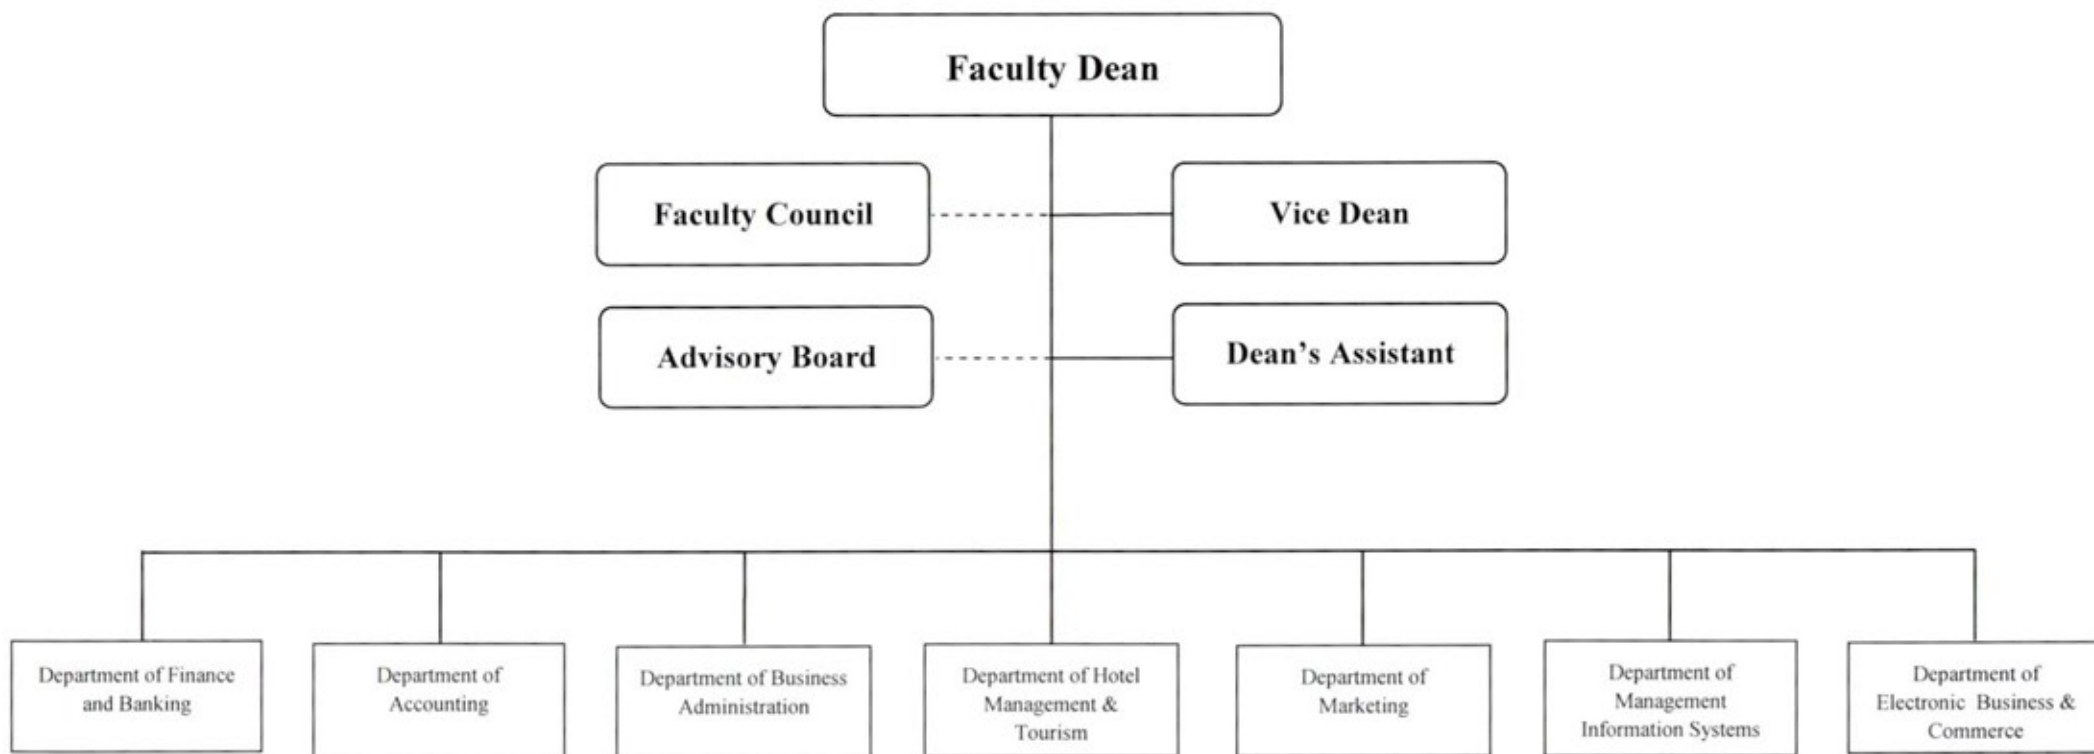 Faculty Dean
Faculty Council
Vice Dean
Advisory Board
Dean's Assistant
Department of Finance
and Banking
Department of
Accounting
Department of Business
Administration
Department of Hotel
Management &
Tourism
Department of
Marketing
Department of
Management
Information Systems
Department of
Electronic Business &
Commerce